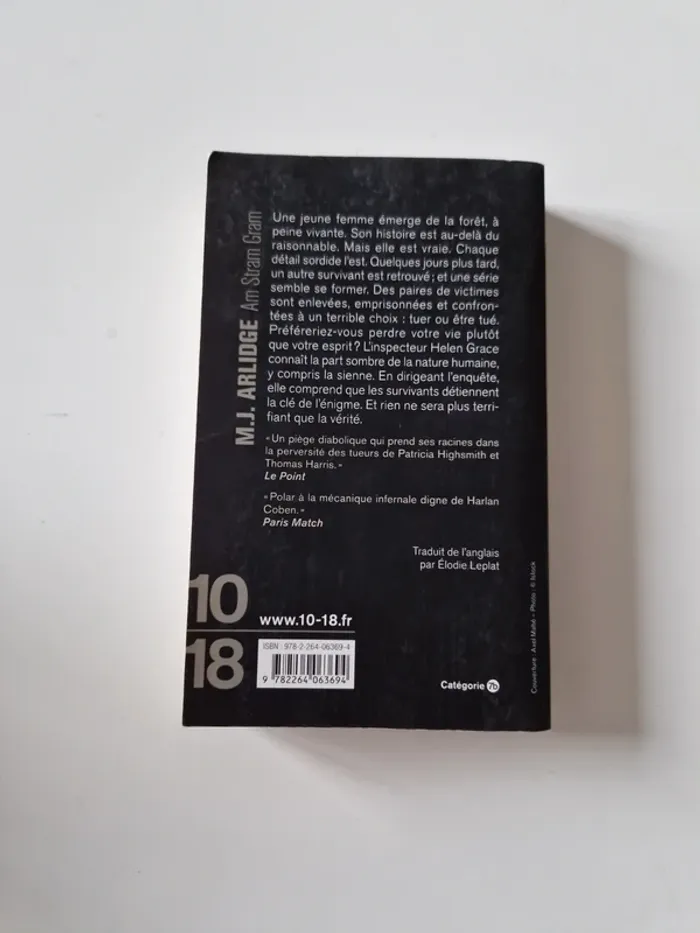 M.J. ARLIDGE Am Stram Gram
Une jeune femme émerge de la forêt, à
peine vivante. Son histoire est au-delà du
raisonnable. Mais elle est vraie. Chaque
détail sordide l'est. Quelques jours plus tard,
un autre survivant est retrouvé ; et une série
semble se former. Des paires de victimes
sont enlevées, emprisonnées et confron-
tées à un terrible choix : tuer ou être tué.
Préféreriez-vous perdre votre vie plutôt
que votre esprit ? L'inspecteur Helen Grace
connaît la part sombre de la nature humaine,
y compris la sienne. En dirigeant l'enquête,
elle comprend que les survivants détiennent
la clé de l'énigme. Et rien ne sera plus terri-
fiant que la vérité.
« Un piège diabolique qui prend ses racines dans
la perversité des tueurs de Patricia Highsmith et
Thomas Harris. »
Le Point
« Polar à la mécanique infernale digne de Harlan
Coben. »
Paris Match
Traduit de l'anglais
par Élodie Leplat
10
18
www.10-18.fr
ISBN : 978-2-264-06369-4
9 782264 063694
Catégorie 7b
Couverture : Axel Mahé - Photo : © Istock